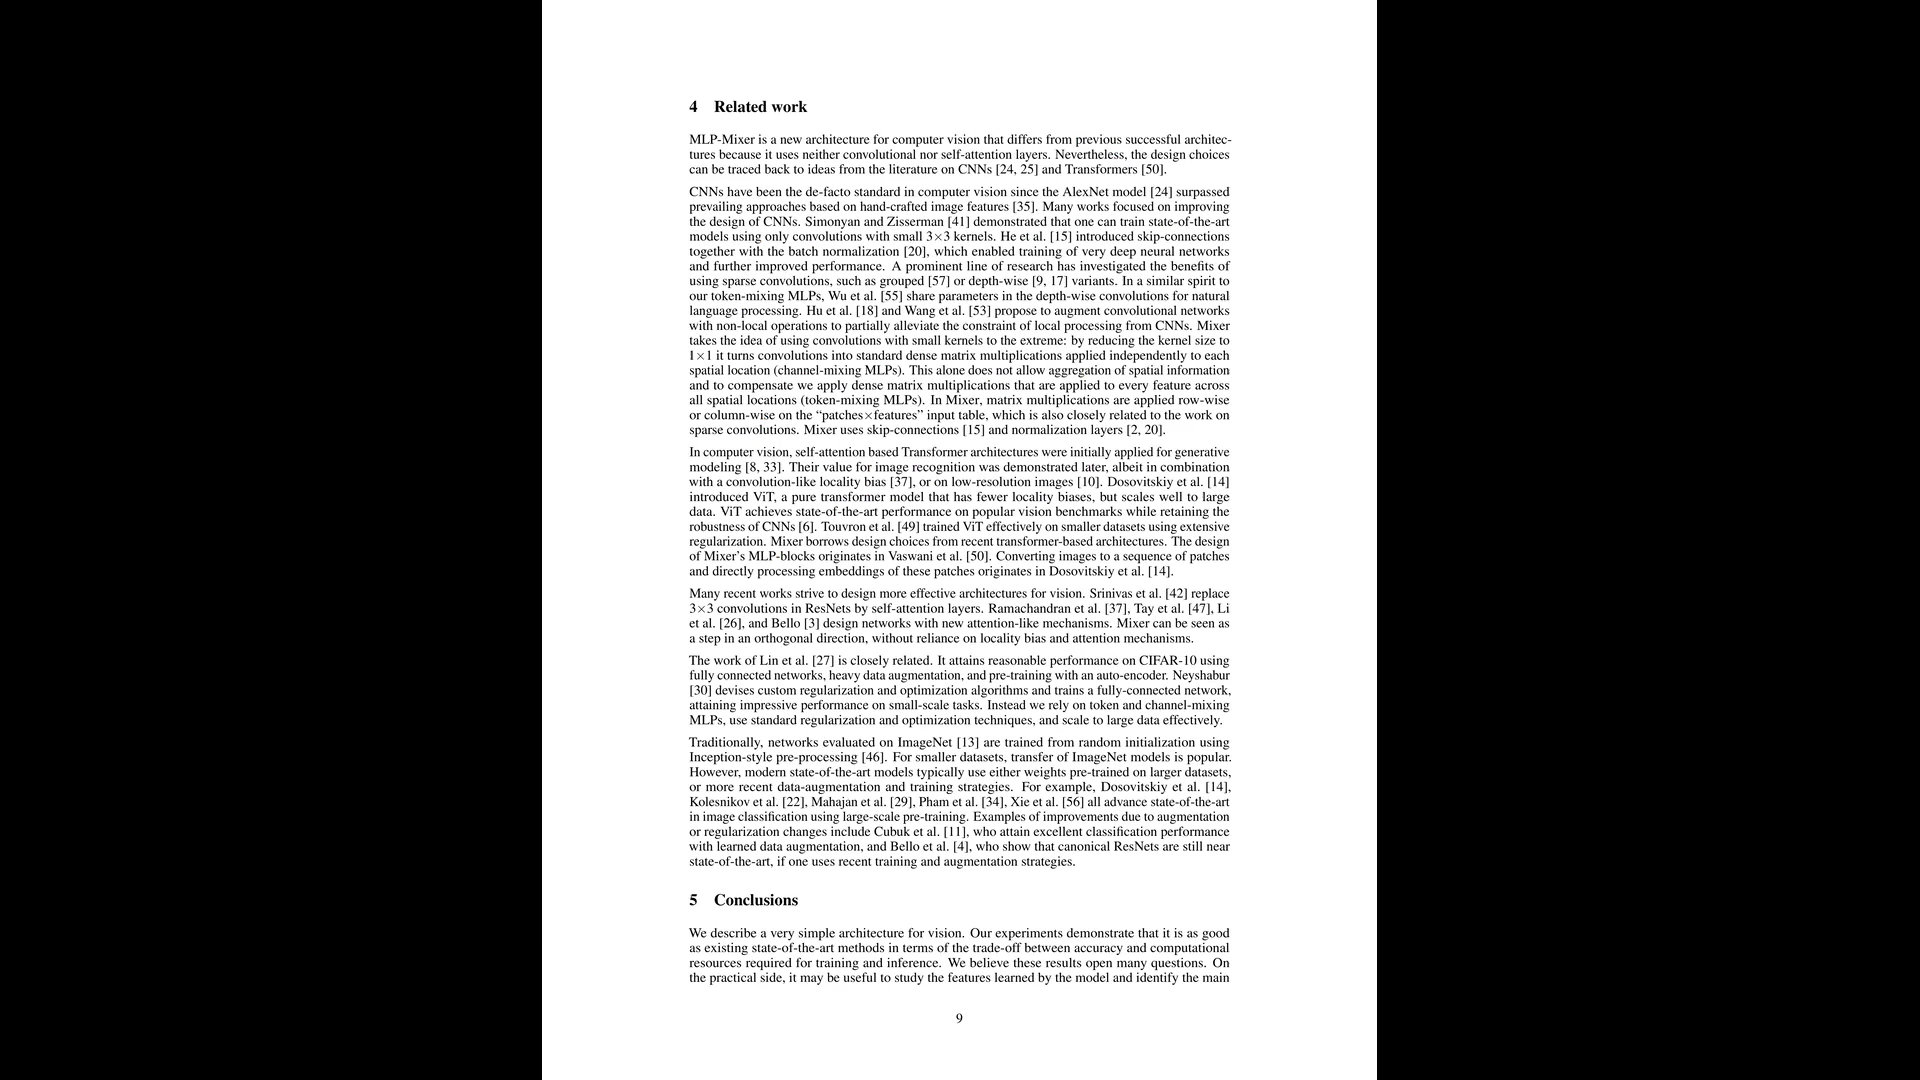 4 Related work
MLP-Mixer is a new architecture for computer vision that differs from previous successful architec-
tures because it uses neither convolutional nor self-attention layers. Nevertheless, the design choices
can be traced back to ideas from the literature on CNNs [24, 25] and Transformers [50].
CNNs have been the de-facto standard in computer vision since the AlexNet model [24] surpassed
prevailing approaches based on hand-crafted image features [35]. Many works focused on improving
the design of CNNs. Simonyan and Zisserman [41] demonstrated that one can train state-of-the-art
models using only convolutions with small 3×3 kernels. He et al. [15] introduced skip-connections
together with the batch normalization [20], which enabled training of very deep neural networks
and further improved performance. A prominent line of research has investigated the benefits of
using sparse convolutions, such as grouped [57] or depth-wise [9, 17] variants. In a similar spirit to
our token-mixing MLPs, Wu et al. [55] share parameters in the depth-wise convolutions for natural
language processing. Hu et al. [18] and Wang et al. [53] propose to augment convolutional networks
with non-local operations to partially alleviate the constraint of local processing from CNNs. Mixer
takes the idea of using convolutions with small kernels to the extreme: by reducing the kernel size to
1×1 it turns convolutions into standard dense matrix multiplications applied independently to each
spatial location (channel-mixing MLPs). This alone does not allow aggregation of spatial information
and to compensate we apply dense matrix multiplications that are applied to every feature across
all spatial locations (token-mixing MLPs). In Mixer, matrix multiplications are applied row-wise
or column-wise on the “patches×features” input table, which is also closely related to the work on
sparse convolutions. Mixer uses skip-connections [15] and normalization layers [2, 20].
In computer vision, self-attention based Transformer architectures were initially applied for generative
modeling [8, 33]. Their value for image recognition was demonstrated later, albeit in combination
with a convolution-like locality bias [37], or on low-resolution images [10]. Dosovitskiy et al. [14]
introduced ViT, a pure transformer model that has fewer locality biases, but scales well to large
data. ViT achieves state-of-the-art performance on popular vision benchmarks while retaining the
robustness of CNNs [6]. Touvron et al. [49] trained ViT effectively on smaller datasets using extensive
regularization. Mixer borrows design choices from recent transformer-based architectures. The design
of Mixer’s MLP-blocks originates in Vaswani et al. [50]. Converting images to a sequence of patches
and directly processing embeddings of these patches originates in Dosovitskiy et al. [14].
Many recent works strive to design more effective architectures for vision. Srinivas et al. [42] replace
3×3 convolutions in ResNets by self-attention layers. Ramachandran et al. [37], Tay et al. [47], Li
et al. [26], and Bello [3] design networks with new attention-like mechanisms. Mixer can be seen as
a step in an orthogonal direction, without reliance on locality bias and attention mechanisms.
The work of Lin et al. [27] is closely related. It attains reasonable performance on CIFAR-10 using
fully connected networks, heavy data augmentation, and pre-training with an auto-encoder. Neyshabur
[30] devises custom regularization and optimization algorithms and trains a fully-connected network,
attaining impressive performance on small-scale tasks. Instead we rely on token and channel-mixing
MLPs, use standard regularization and optimization techniques, and scale to large data effectively.
Traditionally, networks evaluated on ImageNet [13] are trained from random initialization using
Inception-style pre-processing [46]. For smaller datasets, transfer of ImageNet models is popular.
However, modern state-of-the-art models typically use either weights pre-trained on larger datasets,
or more recent data-augmentation and training strategies. For example, Dosovitskiy et al. [14],
Kolesnikov et al. [22], Mahajan et al. [29], Pham et al. [34], Xie et al. [56] all advance state-of-the-art
in image classification using large-scale pre-training. Examples of improvements due to augmentation
or regularization changes include Cubuk et al. [11], who attain excellent classification performance
with learned data augmentation, and Bello et al. [4], who show that canonical ResNets are still near
state-of-the-art, if one uses recent training and augmentation strategies.
5 Conclusions
We describe a very simple architecture for vision. Our experiments demonstrate that it is as good
as existing state-of-the-art methods in terms of the trade-off between accuracy and computational
resources required for training and inference. We believe these results open many questions. On
the practical side, it may be useful to study the features learned by the model and identify the main
9